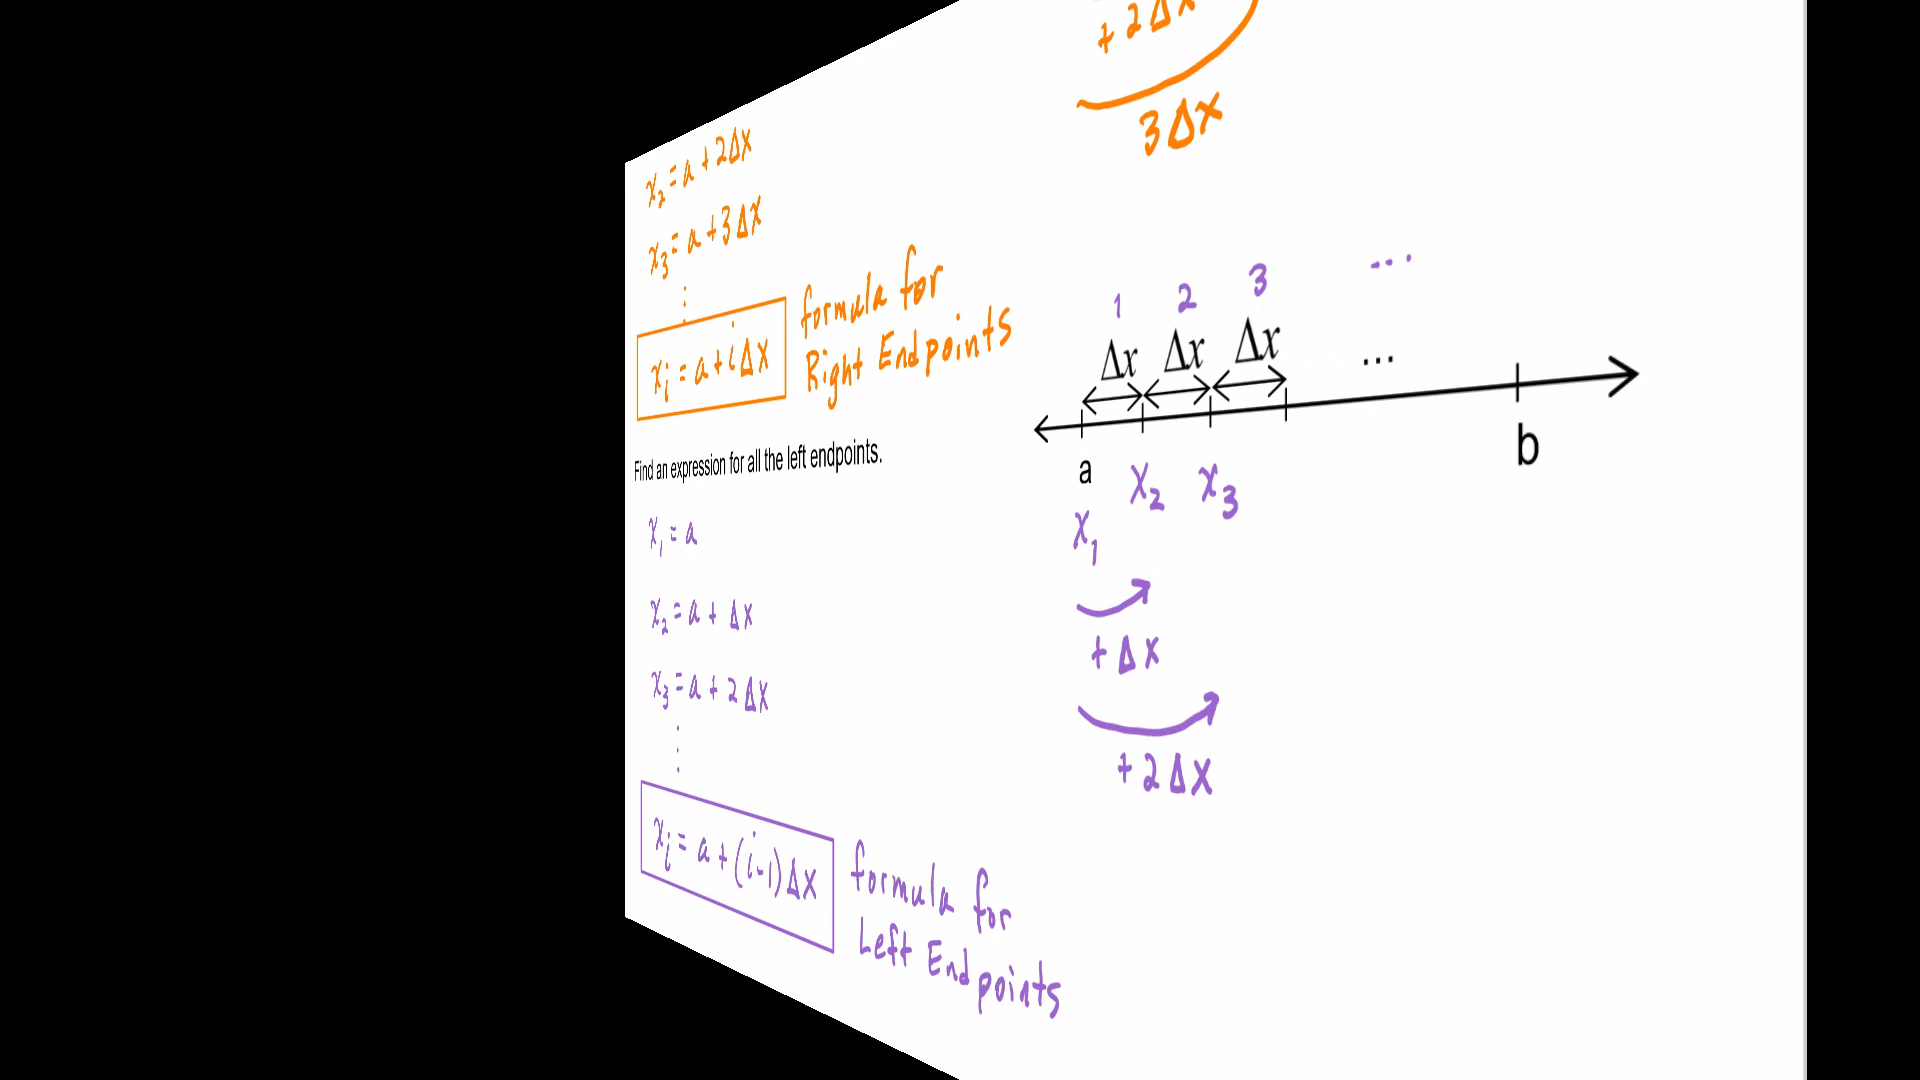 + 2Δx
3Δx
x₂ = a + 2Δx
x₃ = a + 3Δx
⋮
xᵢ = a + iΔx
formula for
Right Endpoints
1 2 3 ...
Δx Δx Δx ...
a x₂ x₃ b
x₁
+ Δx
+ 2Δx
Find an expression for all the left endpoints.
x₁ = a
x₂ = a + Δx
x₃ = a + 2Δx
⋮
xᵢ = a + (i-1)Δx
formula for
Left Endpoints